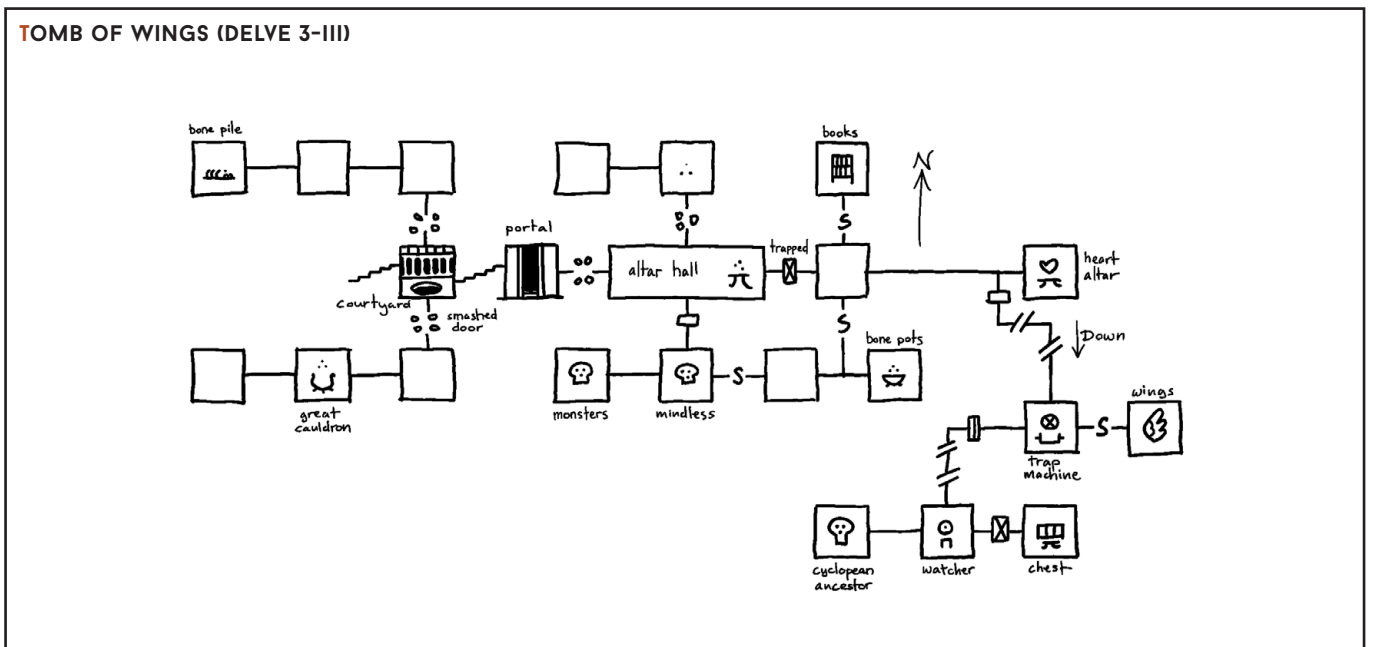 TOMB OF WINGS (DELVE 3-III)
bone pile
books
N
portal
S
trapped
altar hall
heart
altar
courtyard
smashed
door
S
Down
bone pots
S
great
cauldron
monsters
mindless
wings
S
trap
machine
cyclopean
ancestor
watcher
chest